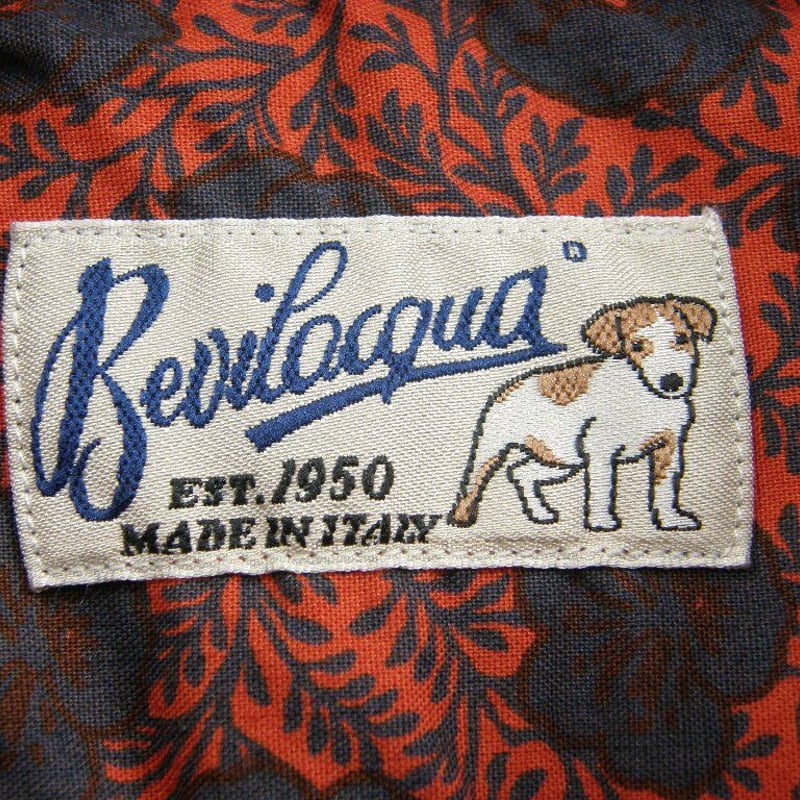 Bevilacqua ®
EST. 1950
MADE IN ITALY